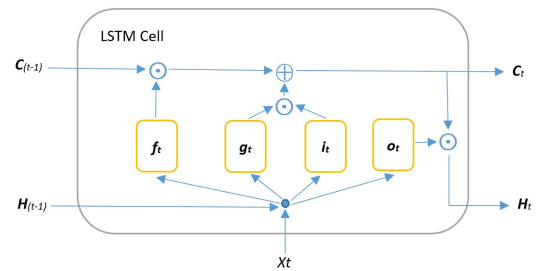 LSTM Cell
C(t-1)
Ct
ft
gt
it
ot
H(t-1)
Ht
Xt